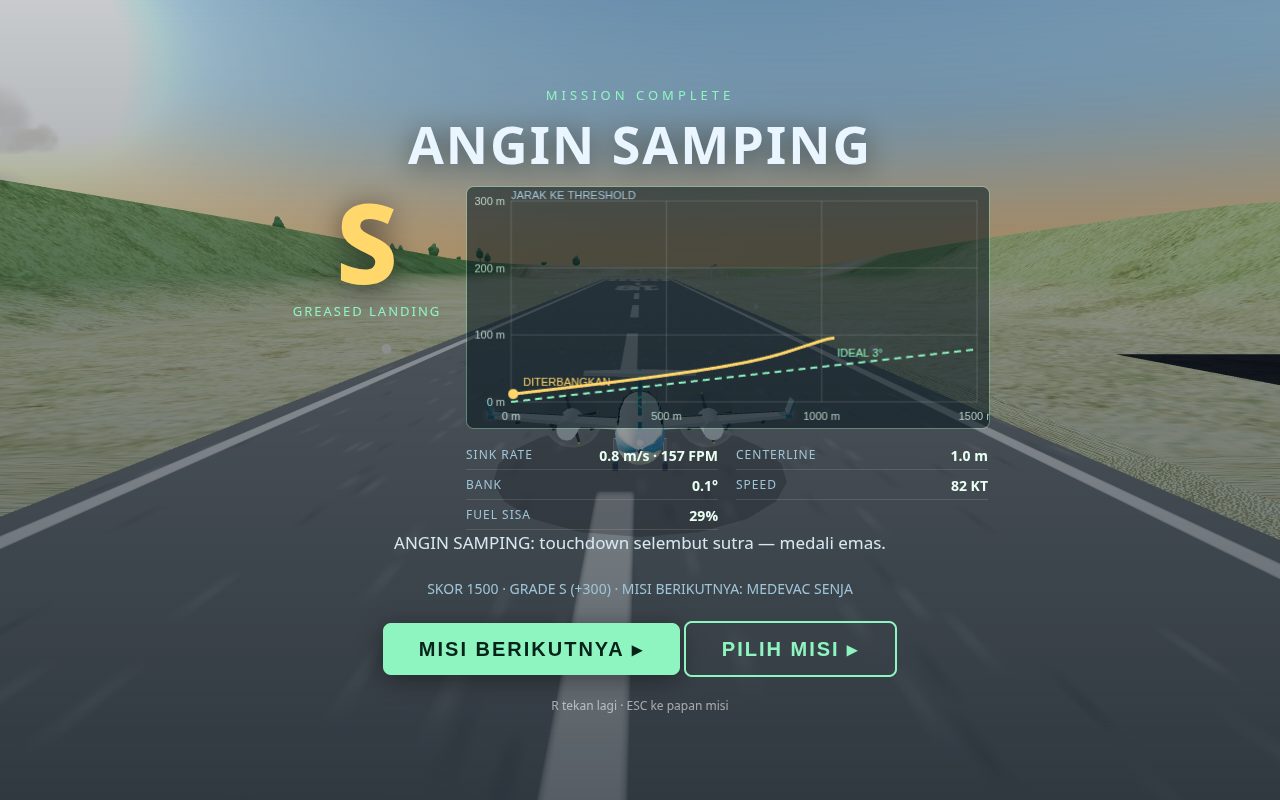 MISSION COMPLETE
ANGIN SAMPING
S
GREASED LANDING
JARAK KE THRESHOLD
300 m
200 m
100 m
0 m
DITERBANGKAN
IDEAL 3°
0 m 500 m 1000 m 1500 m
SINK RATE 0.8 m/s · 157 FPM CENTERLINE 1.0 m
BANK 0.1° SPEED 82 KT
FUEL SISA 29%
ANGIN SAMPING: touchdown selembut sutra — medali emas.
SKOR 1500 · GRADE S (+300) · MISI BERIKUTNYA: MEDEVAC SENJA
MISI BERIKUTNYA ▸ PILIH MISI ▸
R tekan lagi · ESC ke papan misi